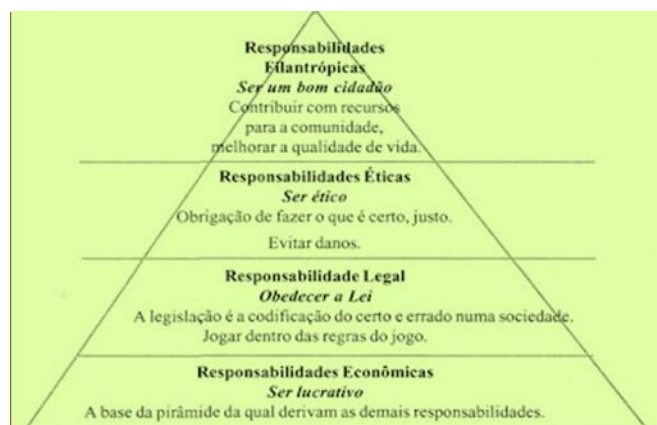 Responsabilidades
Filantrópicas
Ser um bom cidadão
Contribuir com recursos
para a comunidade,
melhorar a qualidade de vida.
Responsabilidades Éticas
Ser ético
Obrigação de fazer o que é certo, justo.
Evitar danos.
Responsabilidade Legal
Obedecer a Lei
A legislação é a codificação do certo e errado numa sociedade.
Jogar dentro das regras do jogo.
Responsabilidades Econômicas
Ser lucrativo
A base da pirâmide da qual derivam as demais responsabilidades.